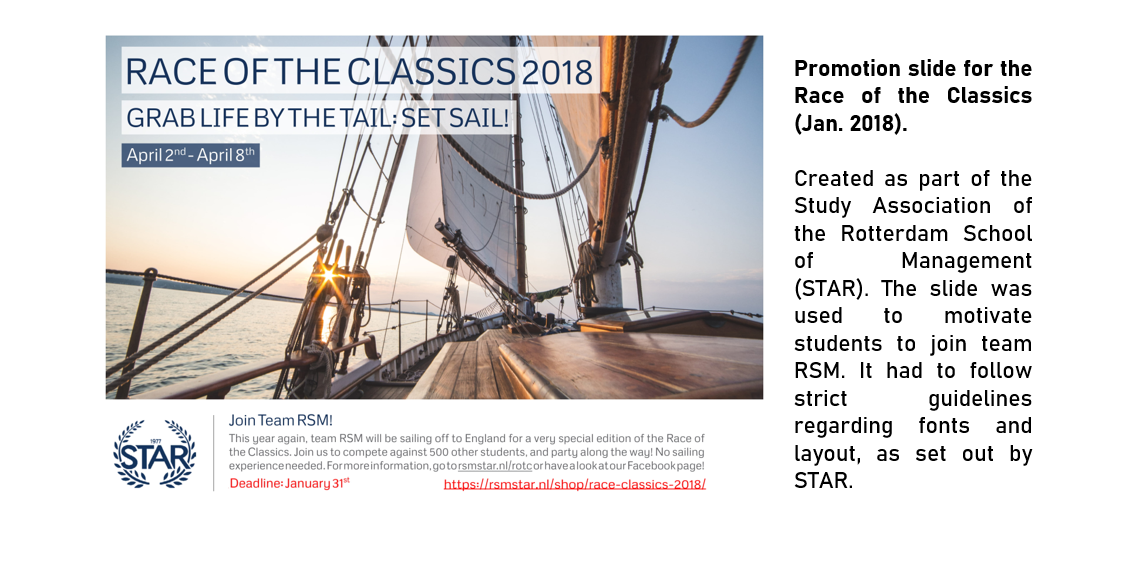 RACE OF THE CLASSICS 2018
GRAB LIFE BY THE TAIL: SET SAIL!
April 2nd - April 8th
1977
STAR
Join Team RSM!
This year again, team RSM will be sailing off to England for a very special edition of the Race of
the Classics. Join us to compete against 500 other students, and party along the way! No sailing
experience needed. For more information, go to rsmstar.nl/rotc or have a look at our Facebook page!
Deadline: January 31st
https://rsmstar.nl/shop/race-classics-2018/
Promotion slide for the
Race of the Classics
(Jan. 2018).
Created as part of the
Study Association of
the Rotterdam School
of Management
(STAR). The slide was
used to motivate
students to join team
RSM. It had to follow
strict guidelines
regarding fonts and
layout, as set out by
STAR.